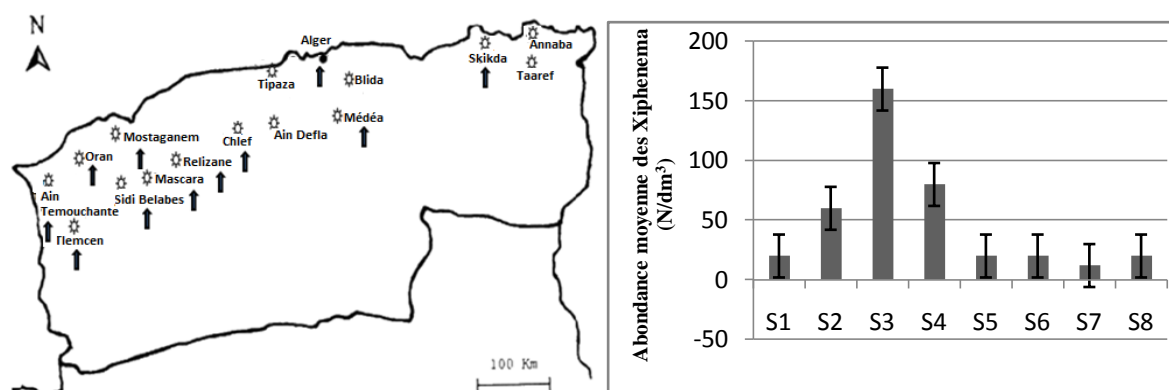 N
Alger
Annaba
Skikda
Taaref
Tipaza
Blida
Médéa
Mostaganem
Chlef
Ain Defla
Oran
Relizane
Mascara
Ain
Temouchante
Sidi Belabes
Tlemcen
100 Km
Abondance moyenne des Xiphenema
(N/dm³)
200
150
100
50
0
-50
S1 S2 S3 S4 S5 S6 S7 S8